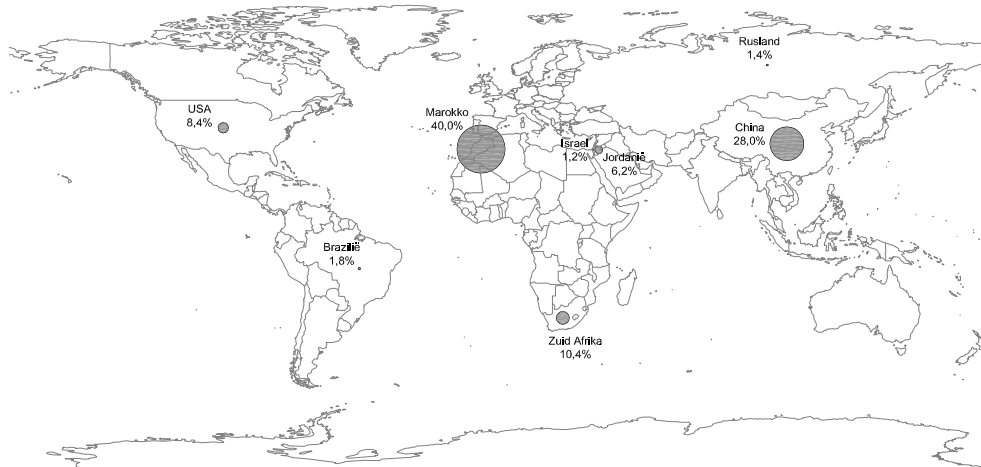 Rusland
1,4%
USA
8,4%
Marokko
40,0%
China
28,0%
Israel
1,2%
Jordanië
6,2%
Brazilië
1,8%
Zuid Afrika
10,4%